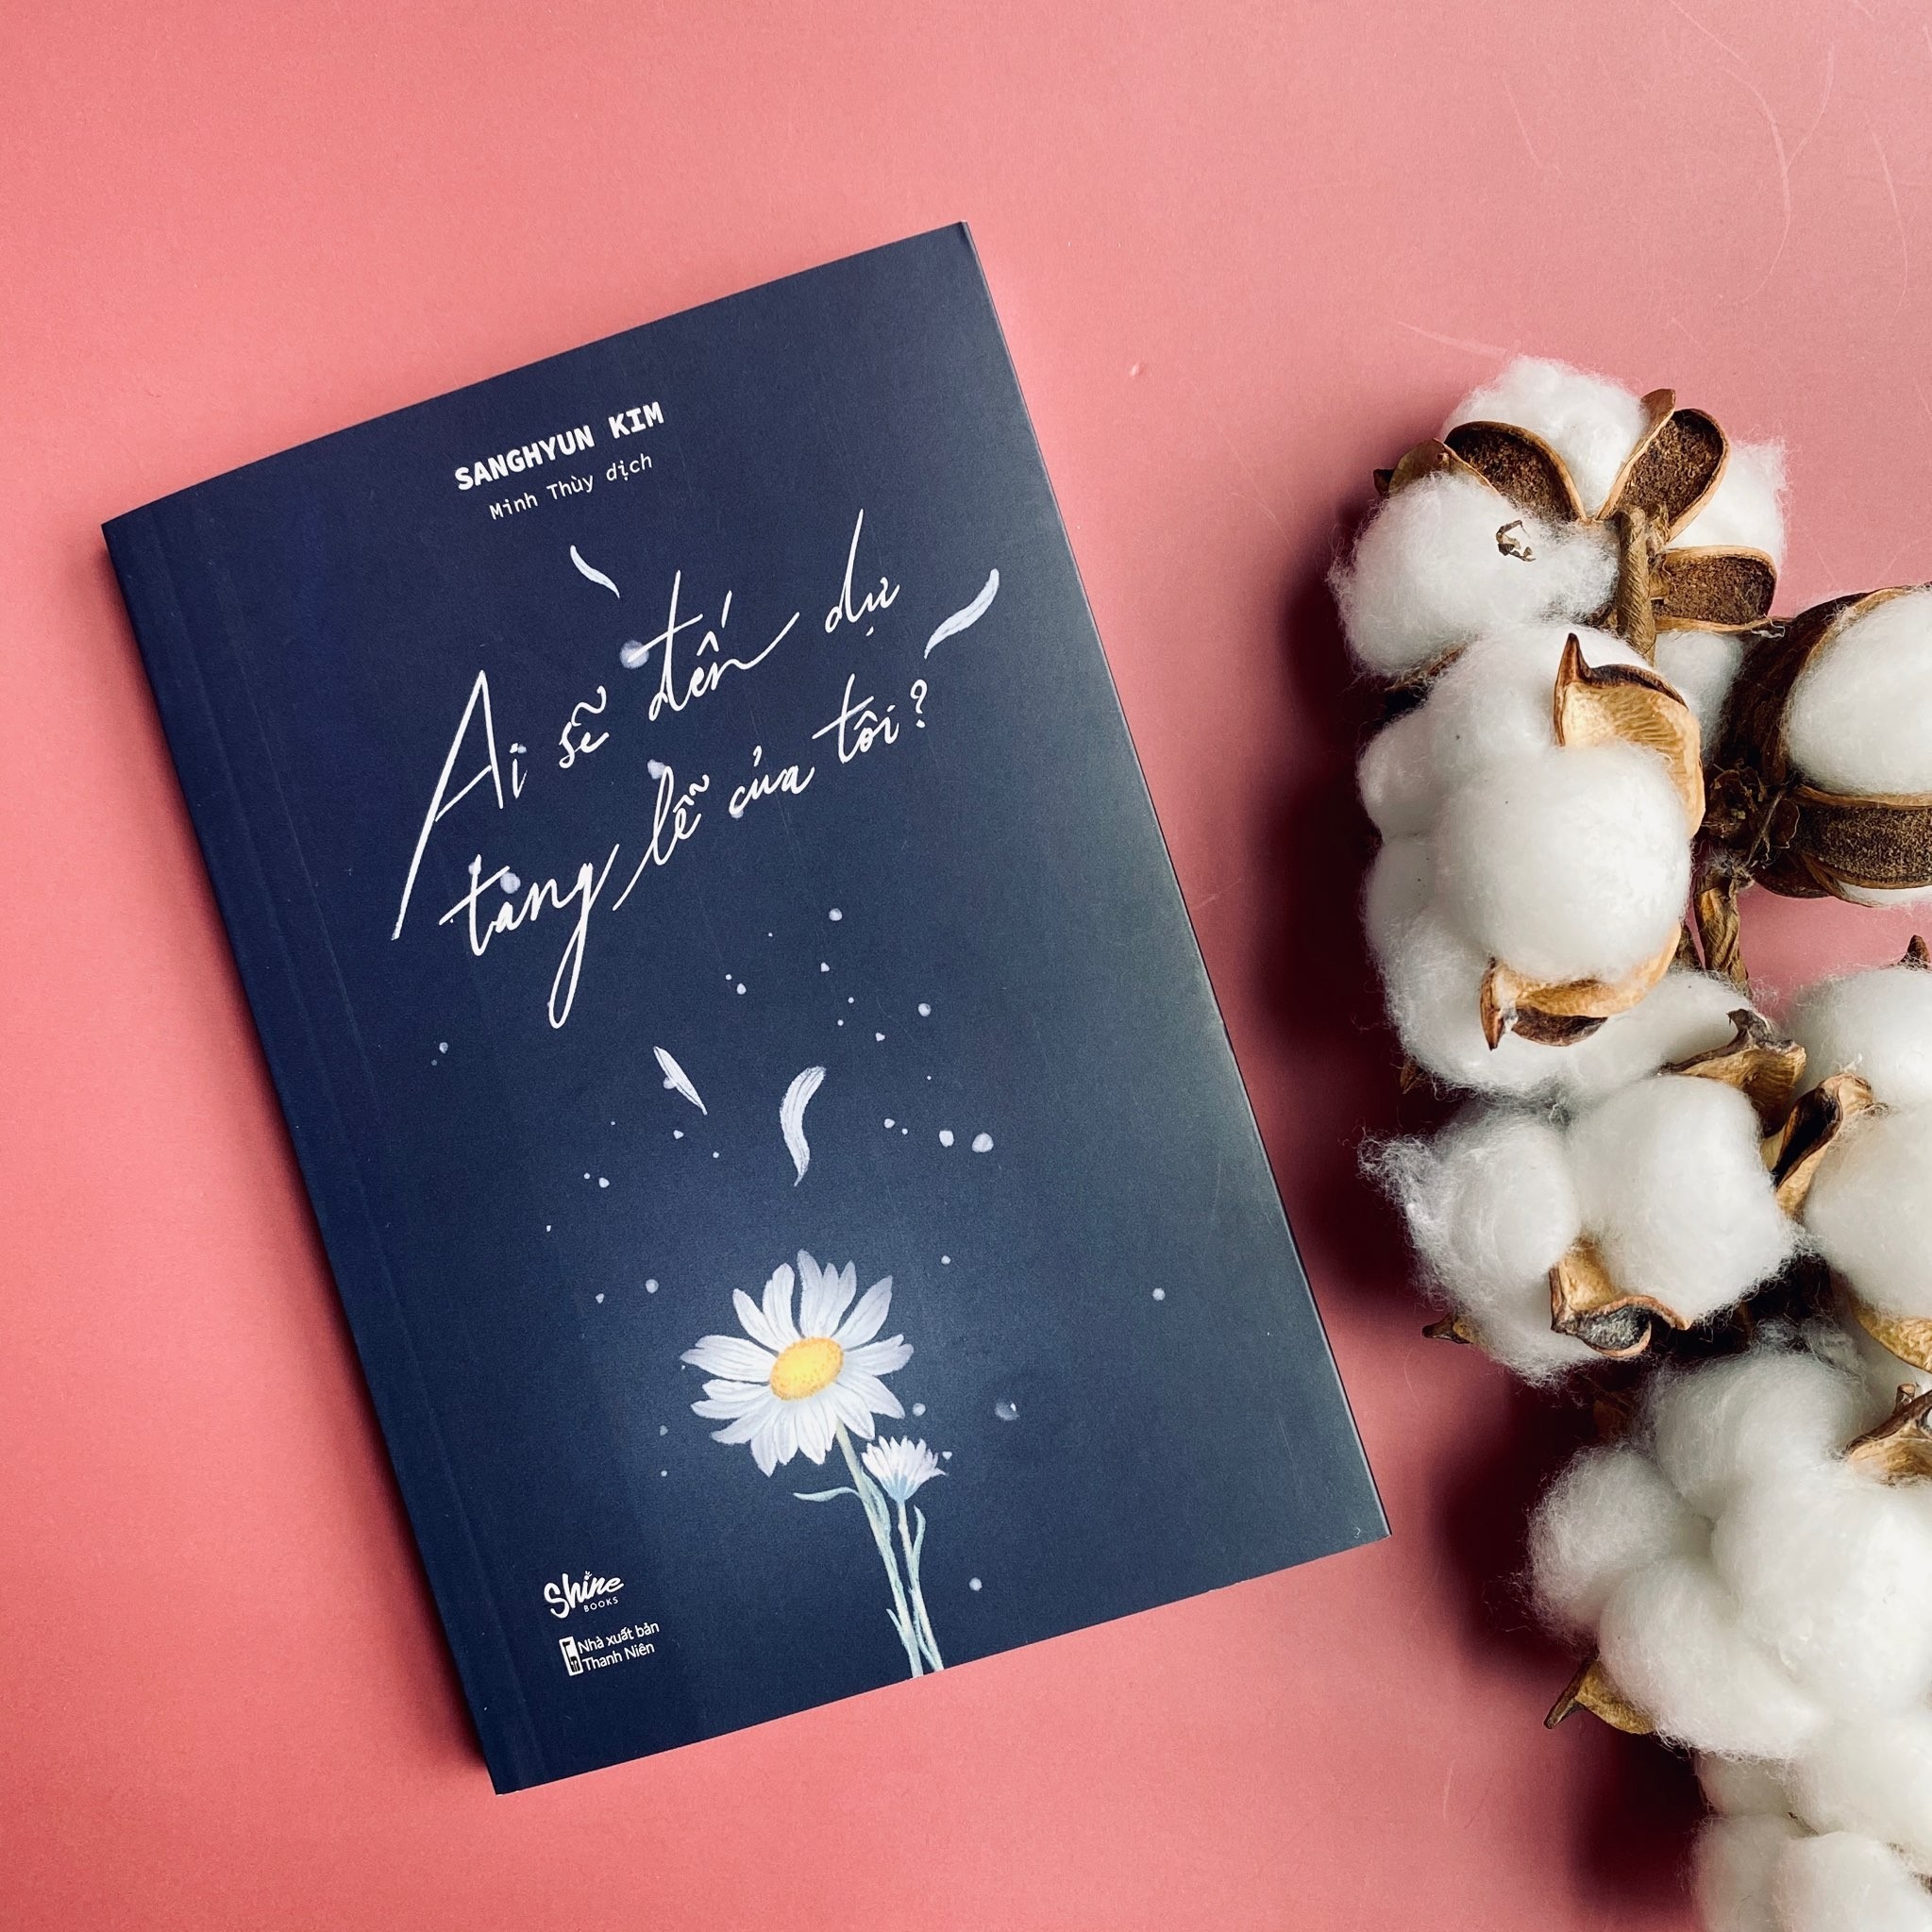 SANGHYUN KIM
Minh Thùy dịch
Ai sẽ đến dự
tang lễ của tôi?
Shine
BOOKS
Nhà xuất bản
Thanh Niên